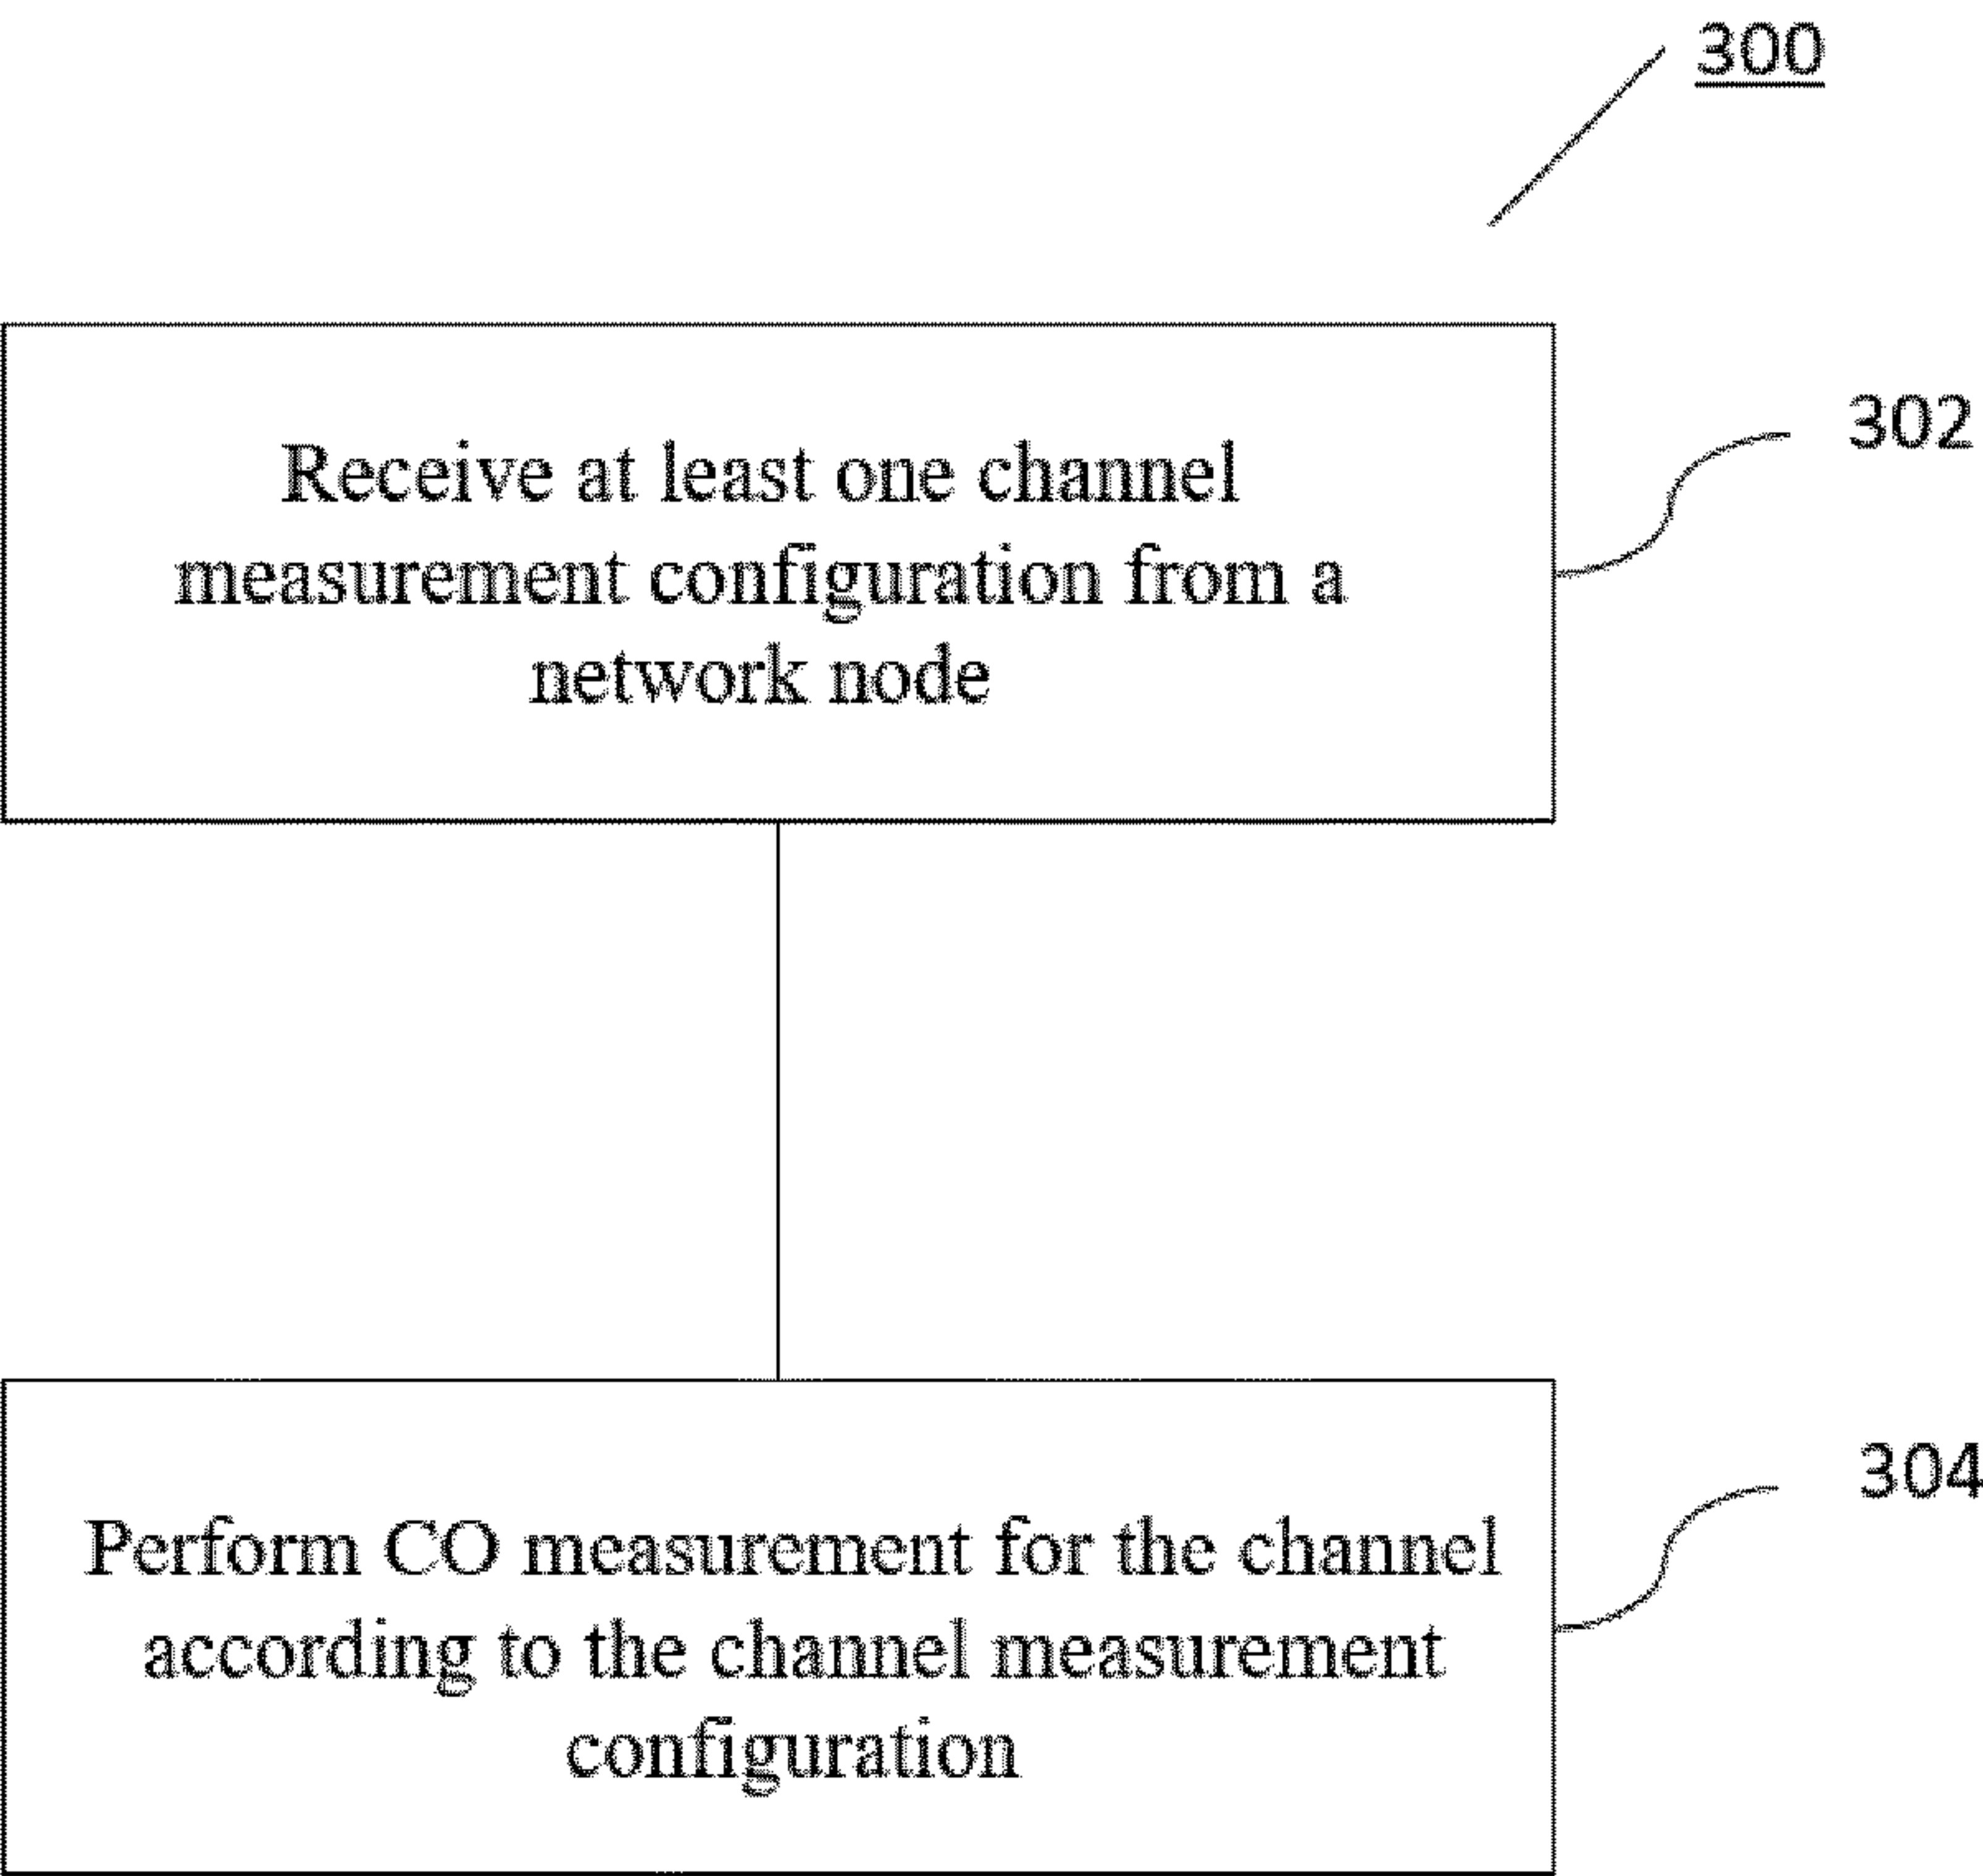 300
302
Receive at least one channel
measurement configuration from a
network node
304
Perform CO measurement for the channel
according to the channel measurement
configuration